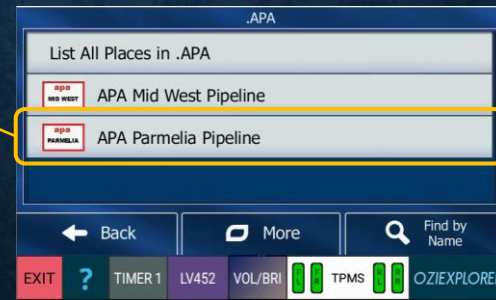 .APA
List All Places in .APA
apa
MID WEST
APA Mid West Pipeline
apa
PARMELIA
APA Parmelia Pipeline
Back
More
Find by
Name
EXIT
?
TIMER 1
LV452
VOL/BRI
F L
F R
TPMS
R L
R R
OZIEXPLORE